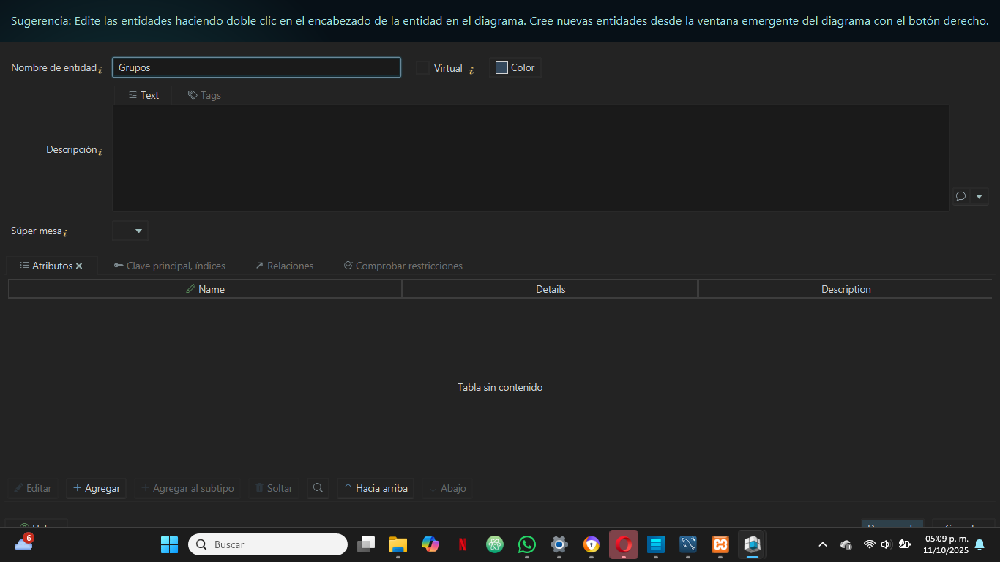 Sugerencia: Edite las entidades haciendo doble clic en el encabezado de la entidad en el diagrama. Cree nuevas entidades desde la ventana emergente del diagrama con el botón derecho.
Nombre de entidad Grupos Virtual Color
Text Tags
Descripción
Súper mesa
Atributos Clave principal, índices Relaciones Comprobar restricciones
Name Details Description
Tabla sin contenido
Editar Agregar Agregar al subtipo Soltar Hacia arriba Abajo
6 Buscar
05:09 p. m.
11/10/2025